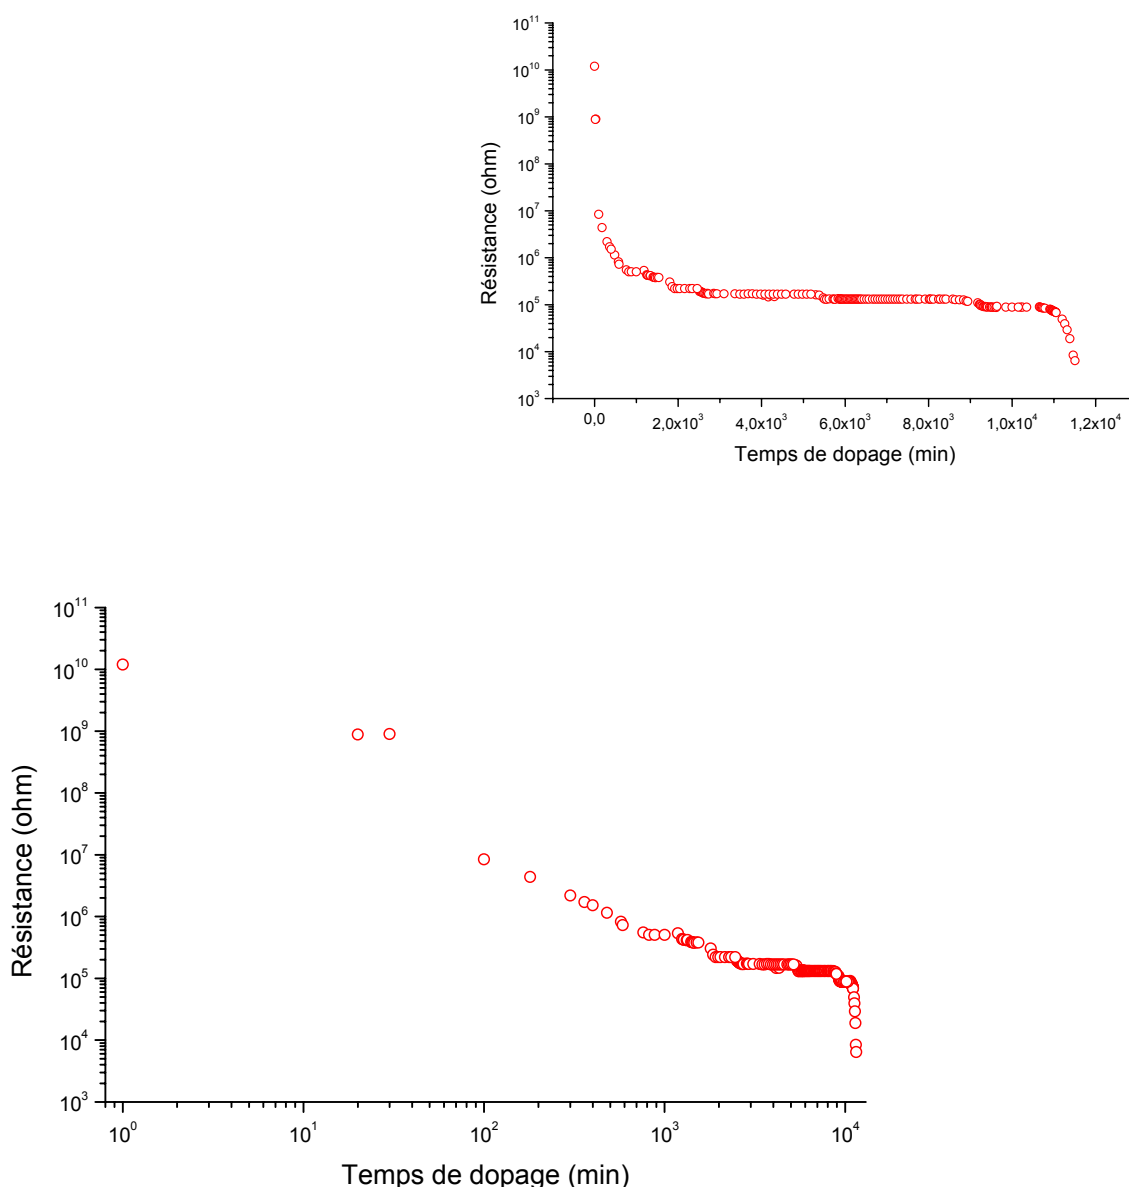 10¹¹
10¹⁰
10⁹
10⁸
10⁷
10⁶
10⁵
10⁴
10³
Résistance (ohm)
0,0
2,0x10³
4,0x10³
6,0x10³
8,0x10³
1,0x10⁴
1,2x10⁴
Temps de dopage (min)
10¹¹
10¹⁰
10⁹
10⁸
10⁷
10⁶
10⁵
10⁴
10³
Résistance (ohm)
10⁰
10¹
10²
10³
10⁴
Temps de dopage (min)